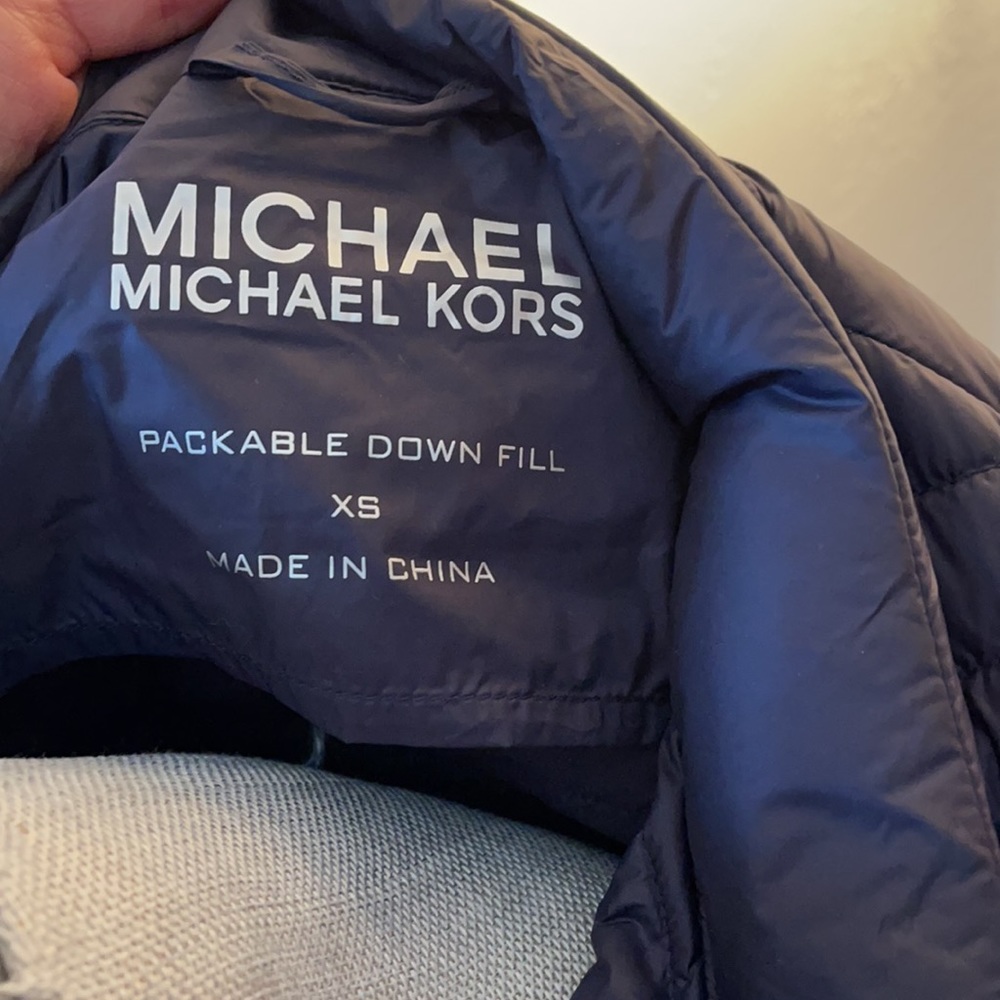 MICHAEL
MICHAEL KORS
PACKABLE DOWN FILL
XS
MADE IN CHINA